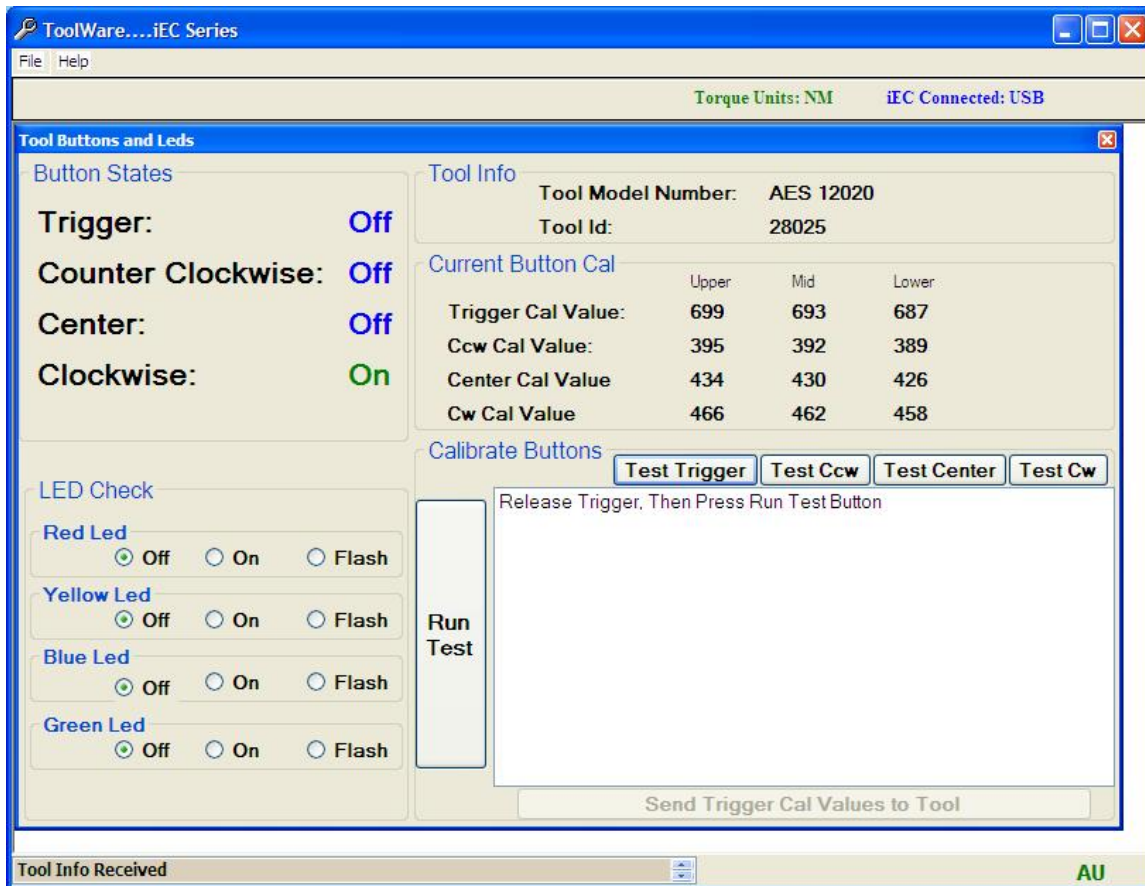 ToolWare....iEC Series
File Help
Torque Units: NM iEC Connected: USB
Tool Buttons and Leds
Button States
Trigger: Off
Counter Clockwise: Off
Center: Off
Clockwise: On
Tool Info
Tool Model Number: AES 12020
Tool Id: 28025
Current Button Cal
Upper Mid Lower
Trigger Cal Value: 699 693 687
Ccw Cal Value: 395 392 389
Center Cal Value 434 430 426
Cw Cal Value 466 462 458
LED Check
Red Led
Off On Flash
Yellow Led
Off On Flash
Blue Led
Off On Flash
Green Led
Off On Flash
Calibrate Buttons
Test Trigger Test Ccw Test Center Test Cw
Release Trigger, Then Press Run Test Button
Run
Test
Send Trigger Cal Values to Tool
Tool Info Received
AU